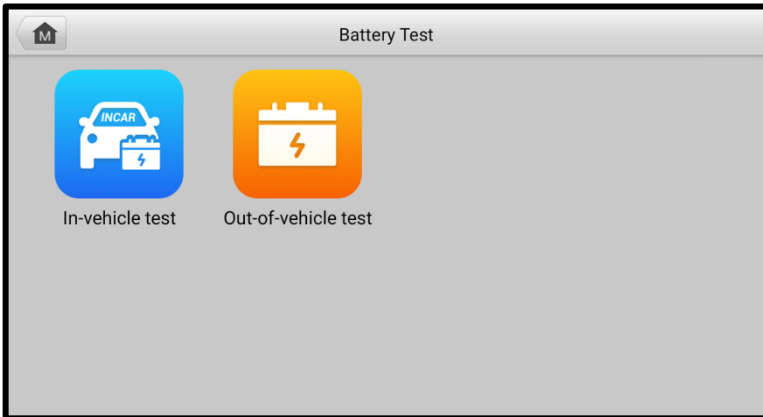 M
Battery Test
INCAR
In-vehicle test
Out-of-vehicle test